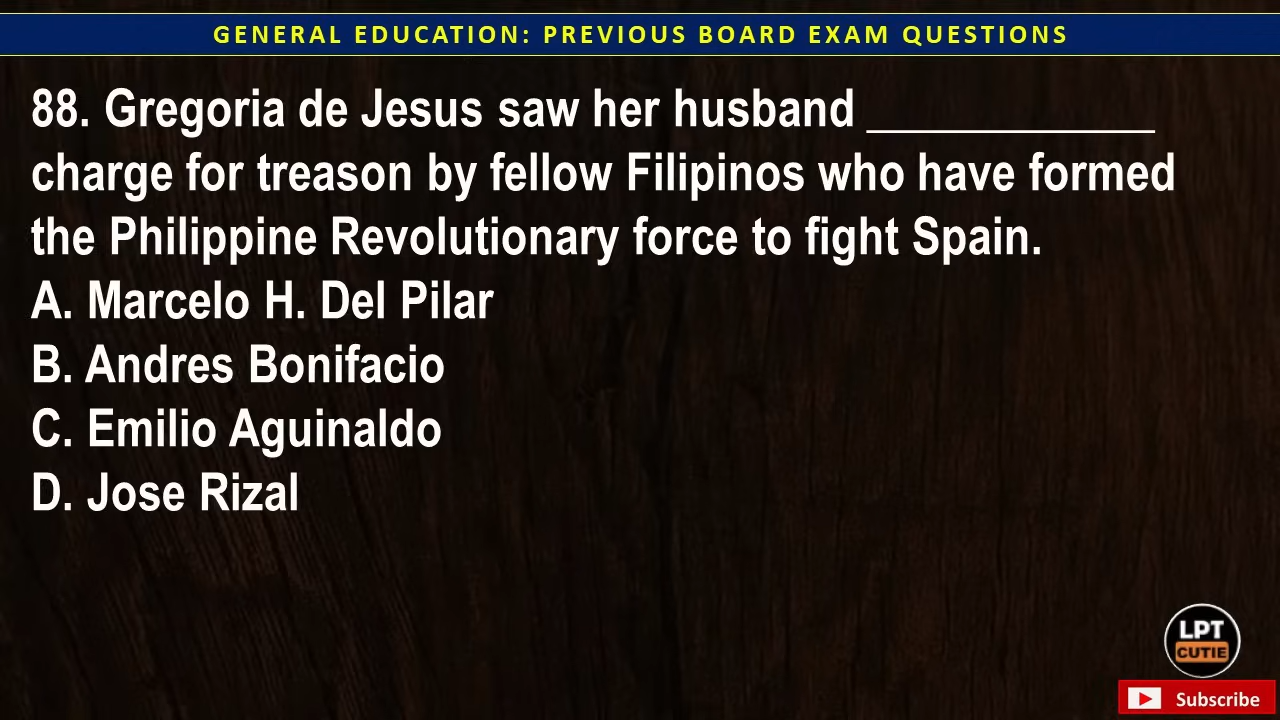 GENERAL EDUCATION: PREVIOUS BOARD EXAM QUESTIONS
88. Gregoria de Jesus saw her husband ____________
charge for treason by fellow Filipinos who have formed
the Philippine Revolutionary force to fight Spain.
A. Marcelo H. Del Pilar
B. Andres Bonifacio
C. Emilio Aguinaldo
D. Jose Rizal
LPT
CUTIE
Subscribe